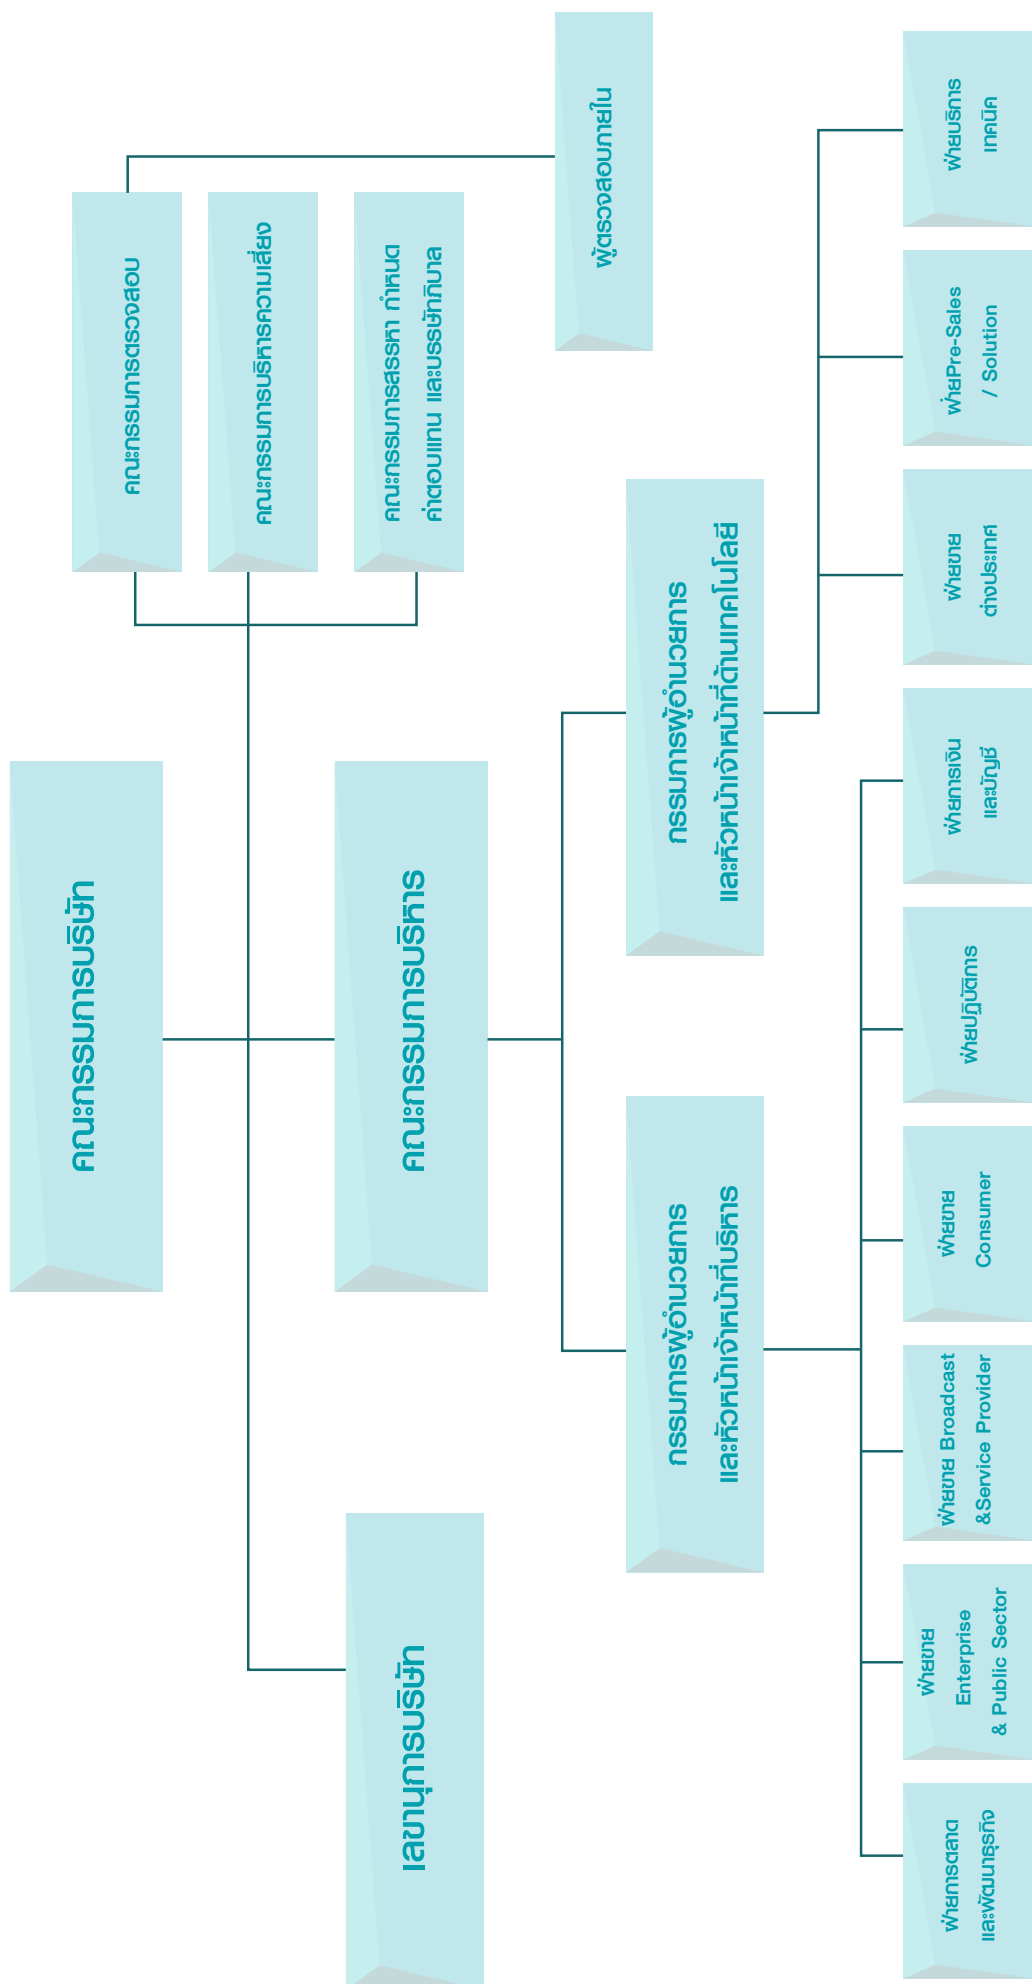 คณะกรรมการบริษัท
คณะกรรมการตรวจสอบ
คณะกรรมการบริหารความเสี่ยง
คณะกรรมการสรรหา กำหนด
ค่าตอบแทน และบรรษัทภิบาล
เลขานุการบริษัท
คณะกรรมการบริหาร
ผู้ตรวจสอบภายใน
กรรมการผู้อำนวยการ
และหัวหน้าเจ้าหน้าที่บริหาร
กรรมการผู้อำนวยการ
และหัวหน้าเจ้าหน้าที่ด้านเทคโนโลยี
ฝ่ายการตลาด
และพัฒนาธุรกิจ
ฝ่ายขาย
Enterprise
& Public Sector
ฝ่ายขาย Broadcast
&Service Provider
ฝ่ายขาย
Consumer
ฝ่ายปฏิบัติการ
ฝ่ายการเงิน
และบัญชี
ฝ่ายขาย
ต่างประเทศ
ฝ่ายPre-Sales
/ Solution
ฝ่ายบริการ
เทคนิค